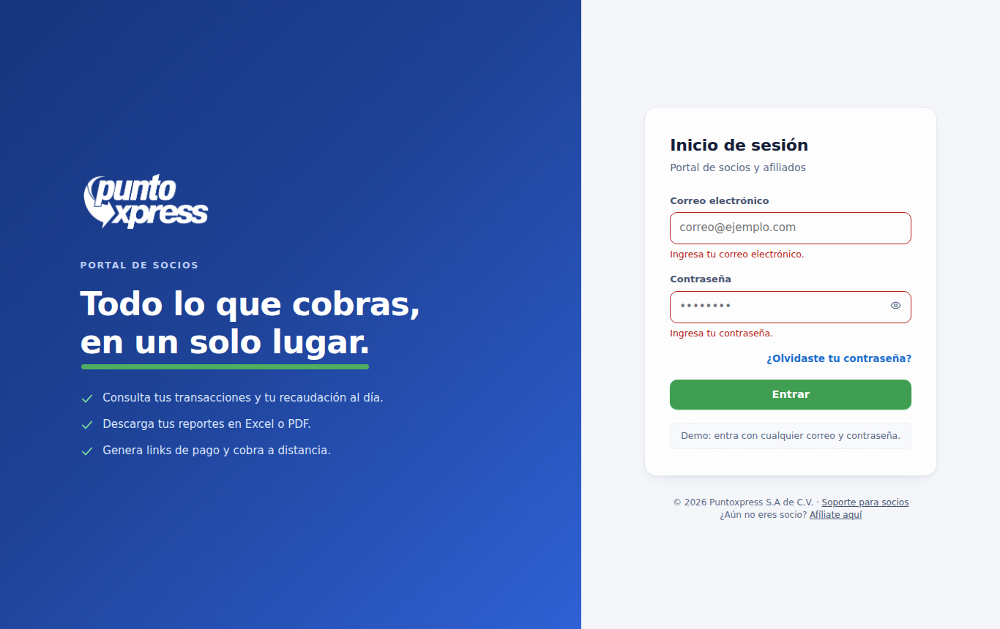 punto
xpress
PORTAL DE SOCIOS
Todo lo que cobras,
en un solo lugar.
Consulta tus transacciones y tu recaudación al día.
Descarga tus reportes en Excel o PDF.
Genera links de pago y cobra a distancia.
Inicio de sesión
Portal de socios y afiliados
Correo electrónico
correo@ejemplo.com
Ingresa tu correo electrónico.
Contraseña
••••••••
Ingresa tu contraseña.
¿Olvidaste tu contraseña?
Entrar
Demo: entra con cualquier correo y contraseña.
© 2026 Puntoxpress S.A de C.V. · Soporte para socios
¿Aún no eres socio? Afíliate aquí